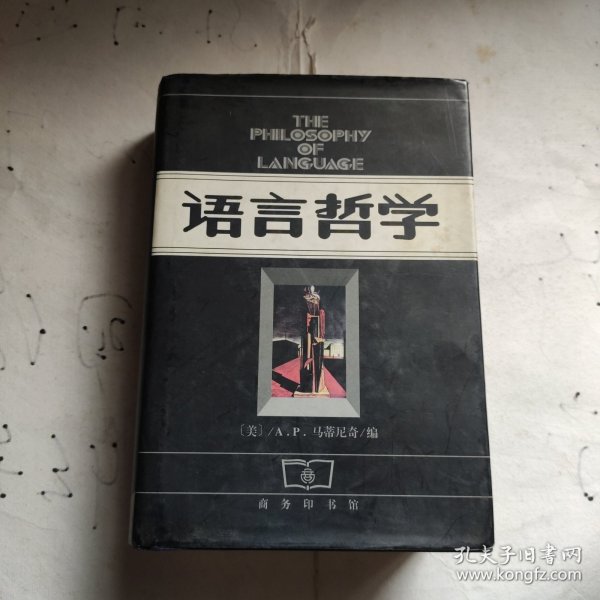 THE
PHILOSOPHY
OF
LANGUAGE
语言哲学
〔美〕/A.P.马蒂尼奇/编
商务印书馆
孔夫子旧书网
www.kongfz.com